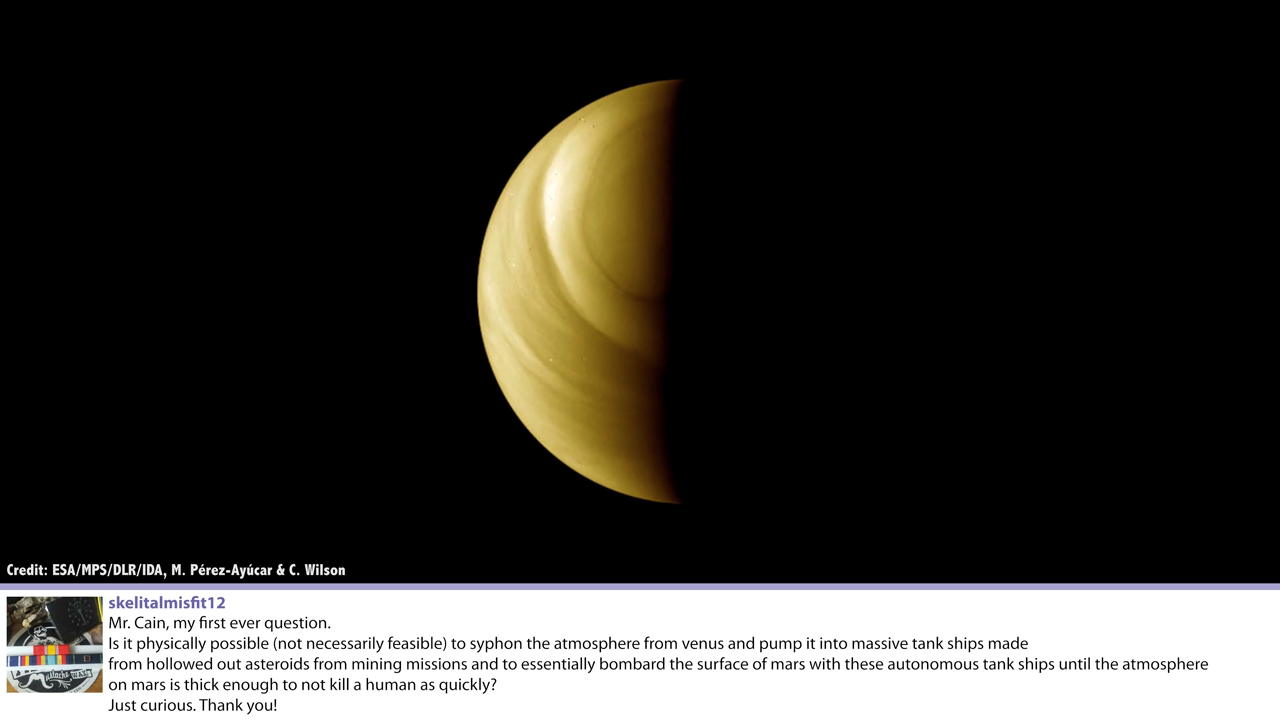 Credit: ESA/MPS/DLR/IDA, M. Pérez-Ayúcar & C. Wilson
skelitalmisfit12
Mr. Cain, my first ever question.
Is it physically possible (not necessarily feasible) to syphon the atmosphere from venus and pump it into massive tank ships made
from hollowed out asteroids from mining missions and to essentially bombard the surface of mars with these autonomous tank ships until the atmosphere
on mars is thick enough to not kill a human as quickly?
Just curious. Thank you!